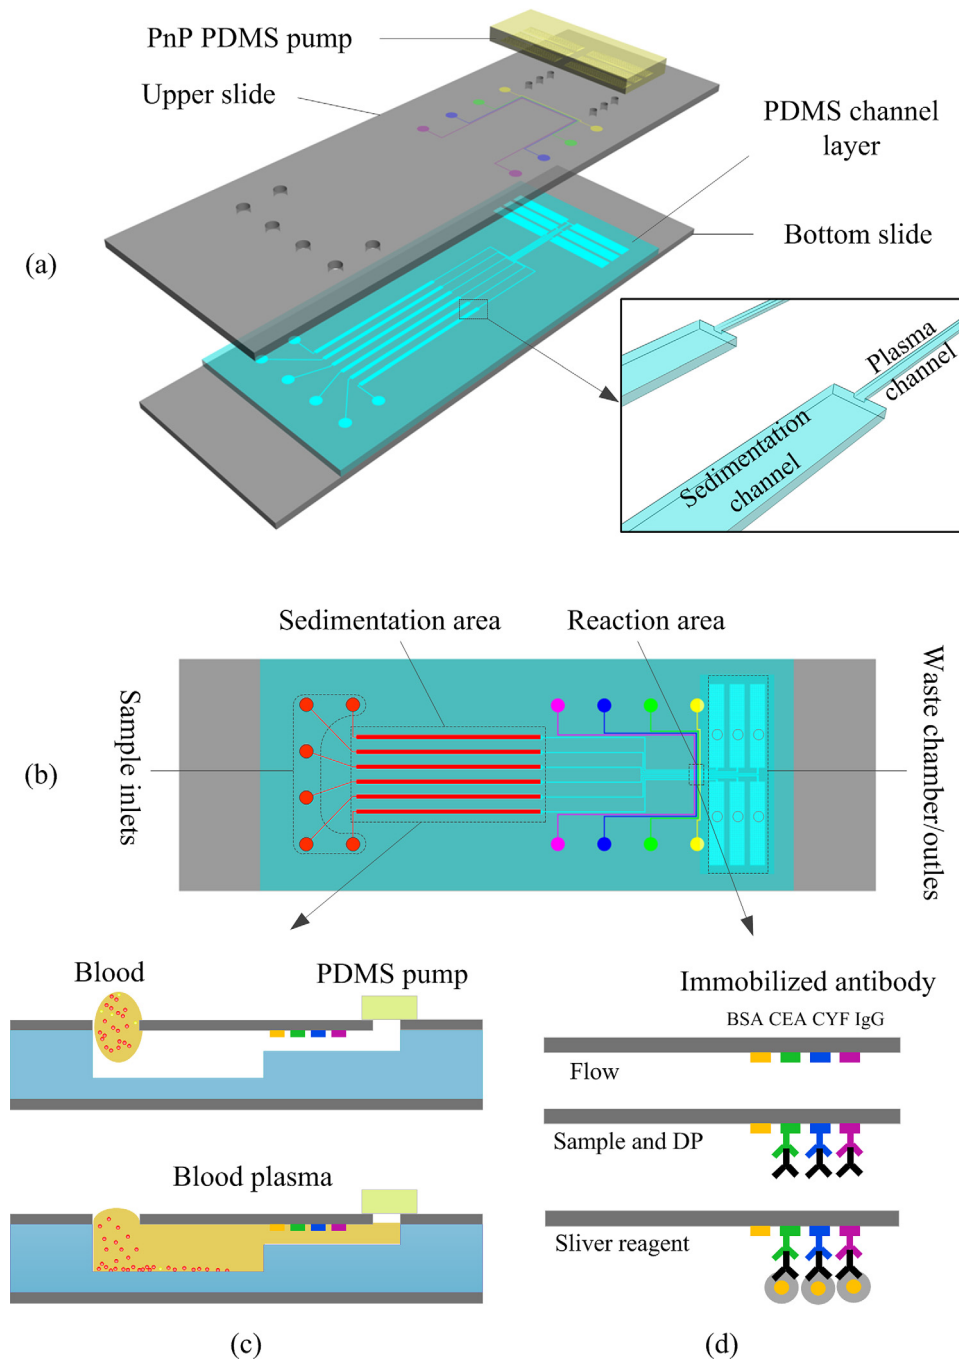 PnP PDMS pump
Upper slide
PDMS channel
layer
Bottom slide
(a)
Plasma
channel
Sedimentation
channel
Sedimentation area
Reaction area
Sample inlets
Waste chamber/outles
(b)
Blood
PDMS pump
Blood plasma
(c)
Immobilized antibody
BSA CEA CYF IgG
Flow
Sample and DP
Sliver reagent
(d)